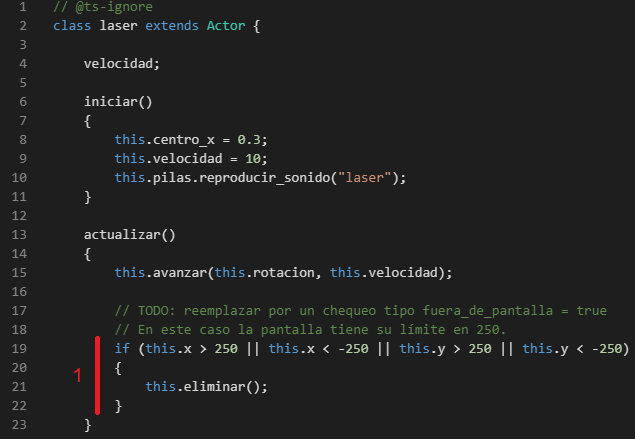 1 // @ts-ignore
2 class laser extends Actor {
3
4 velocidad;
5
6 iniciar()
7 {
8 this.centro_x = 0.3;
9 this.velocidad = 10;
10 this.pilas.reproducir_sonido("laser");
11 }
12
13 actualizar()
14 {
15 this.avanzar(this.rotacion, this.velocidad);
16
17 // TODO: reemplazar por un chequeo tipo fuera_de_pantalla = true
18 // En este caso la pantalla tiene su límite en 250.
19 if (this.x > 250 || this.x < -250 || this.y > 250 || this.y < -250)
20 {
1
21 this.eliminar();
22 }
23 }